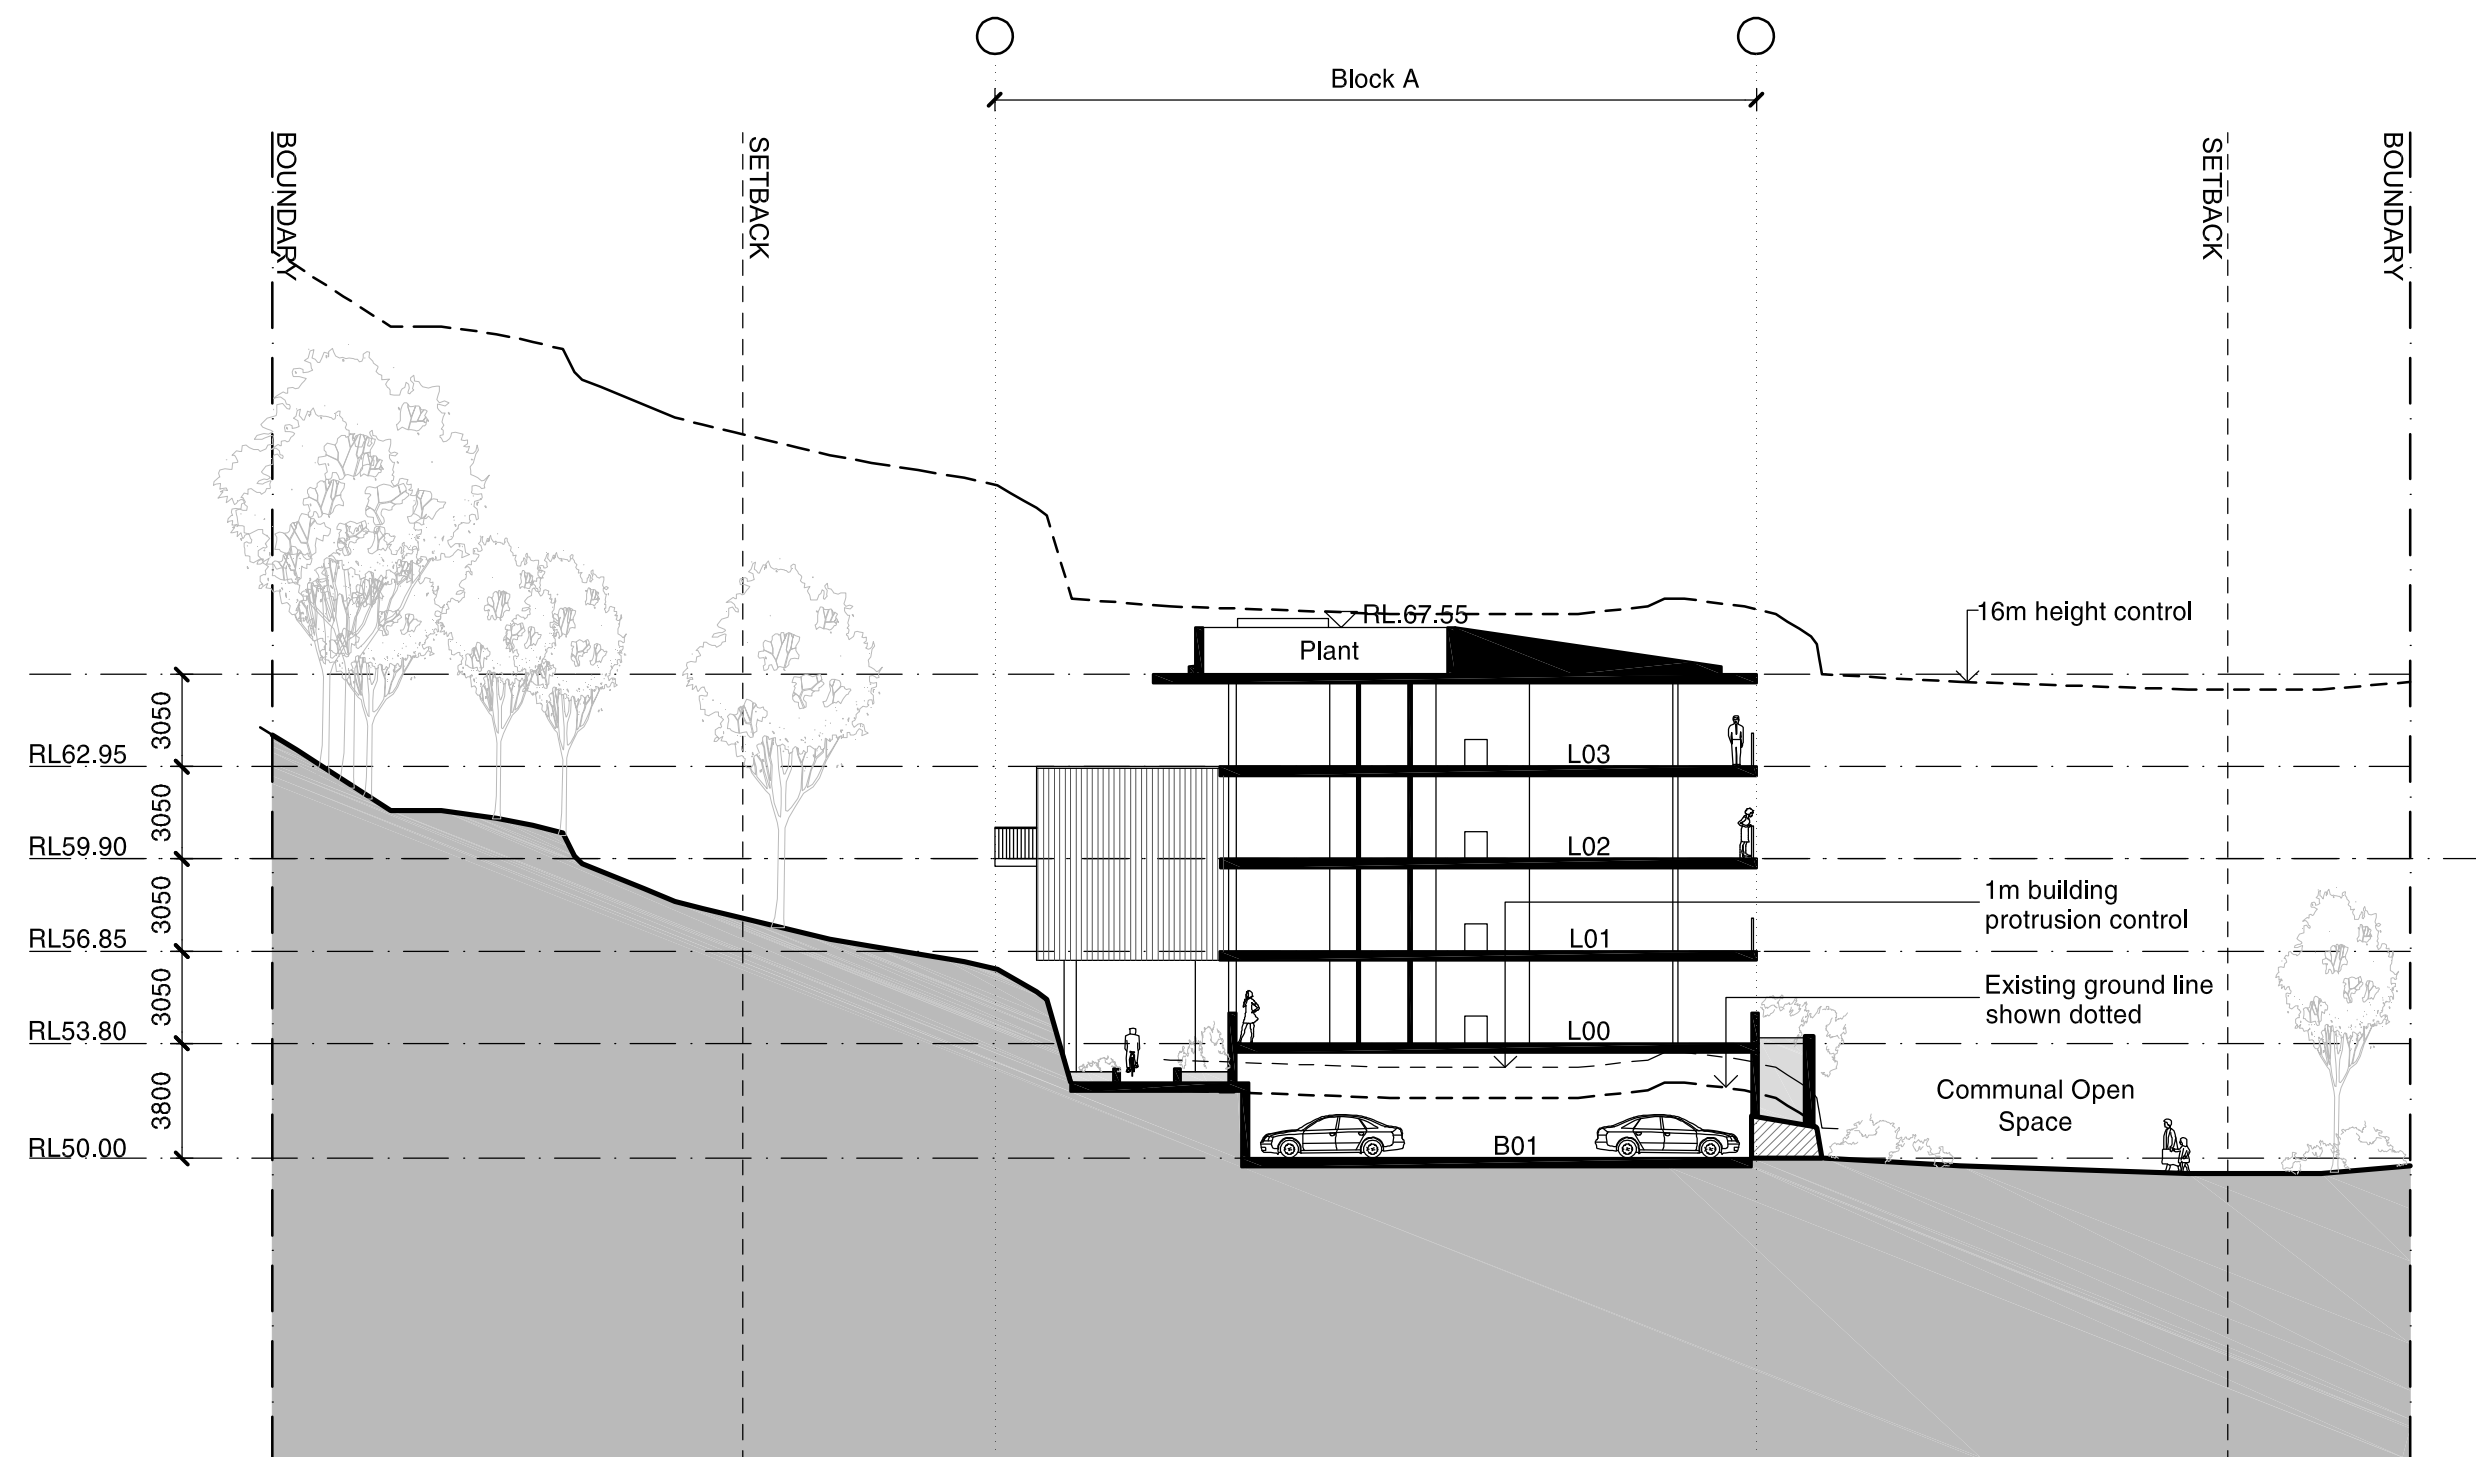 Block A
BOUNDARY
SETBACK
SETBACK
BOUNDARY
RL.67.55
16m height control
Plant
3050
RL62.95
L03
3050
RL59.90
L02
3050
1m building
protrusion control
RL56.85
L01
3050
Existing ground line
shown dotted
RL53.80
L00
3800
Communal Open
Space
RL50.00
B01